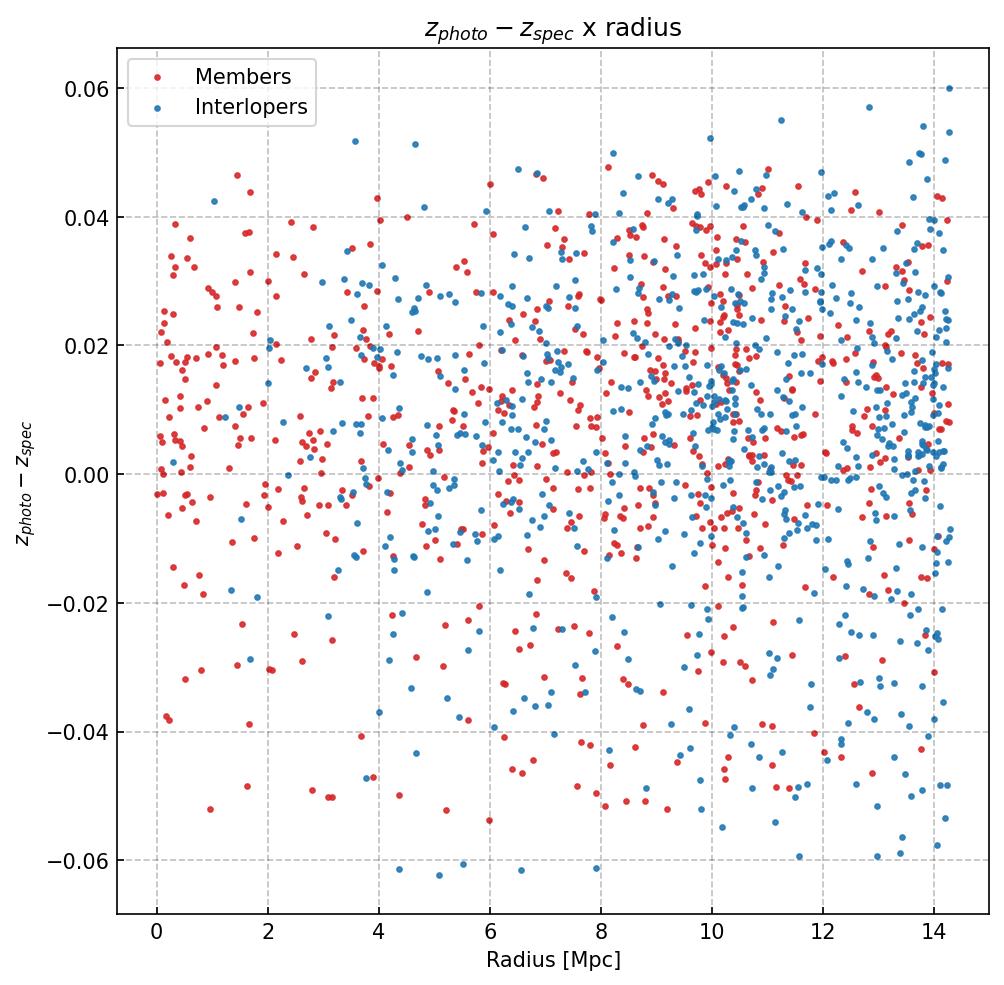 z_photo − z_spec x radius
Members
Interlopers
0.06
0.04
0.02
0.00
−0.02
−0.04
−0.06
z_photo − z_spec
0 2 4 6 8 10 12 14
Radius [Mpc]